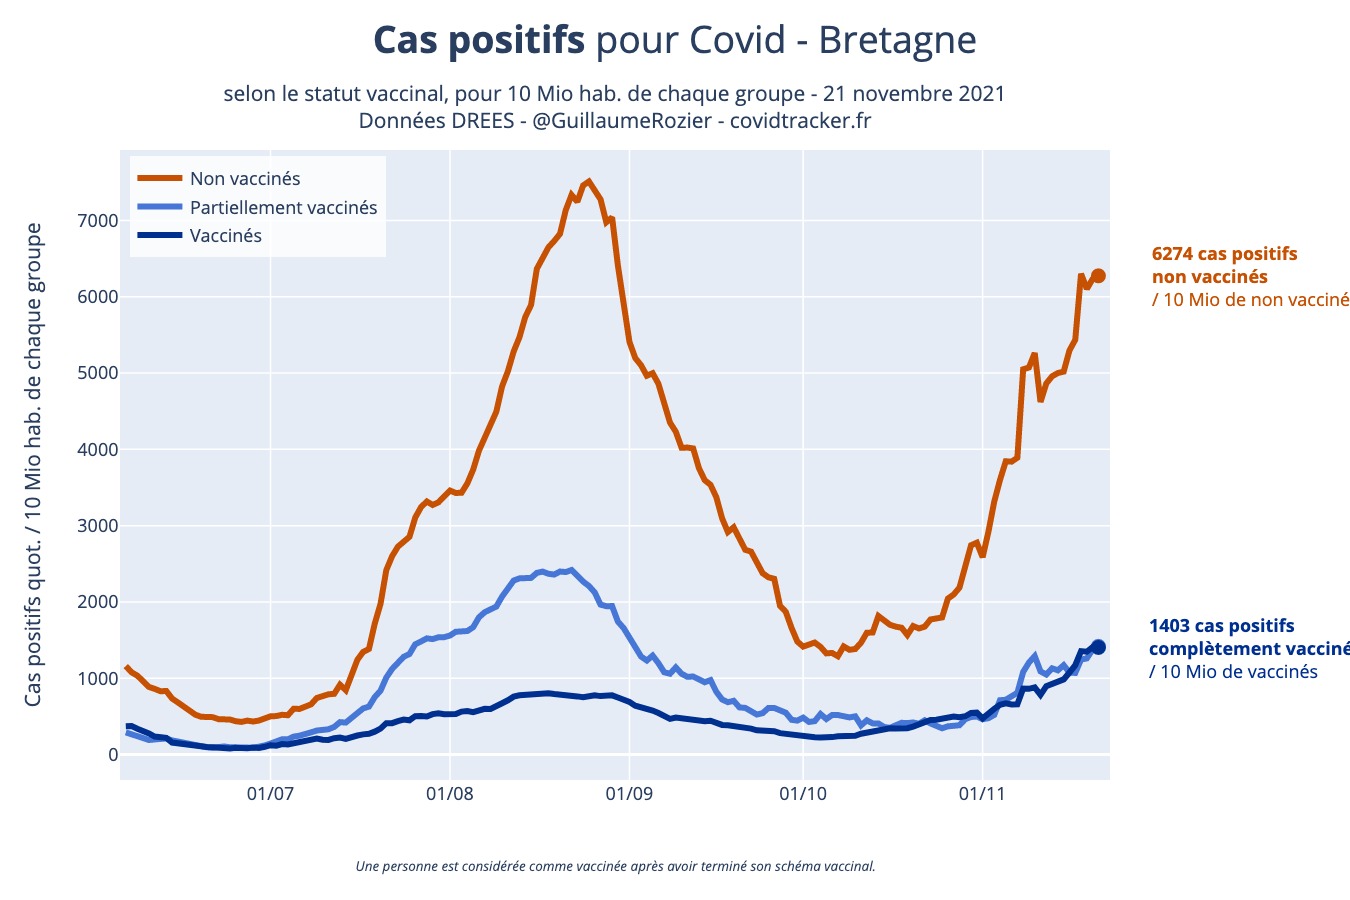 Cas positifs pour Covid - Bretagne
selon le statut vaccinal, pour 10 Mio hab. de chaque groupe - 21 novembre 2021
Données DREES - @GuillaumeRozier - covidtracker.fr
Non vaccinés
Partiellement vaccinés
Vaccinés
Cas positifs quot. / 10 Mio hab. de chaque groupe
7000
6000
5000
4000
3000
2000
1000
0
01/07
01/08
01/09
01/10
01/11
6274 cas positifs
non vaccinés
/ 10 Mio de non vacciné
1403 cas positifs
complètement vacciné
/ 10 Mio de vaccinés
Une personne est considérée comme vaccinée après avoir terminé son schéma vaccinal.